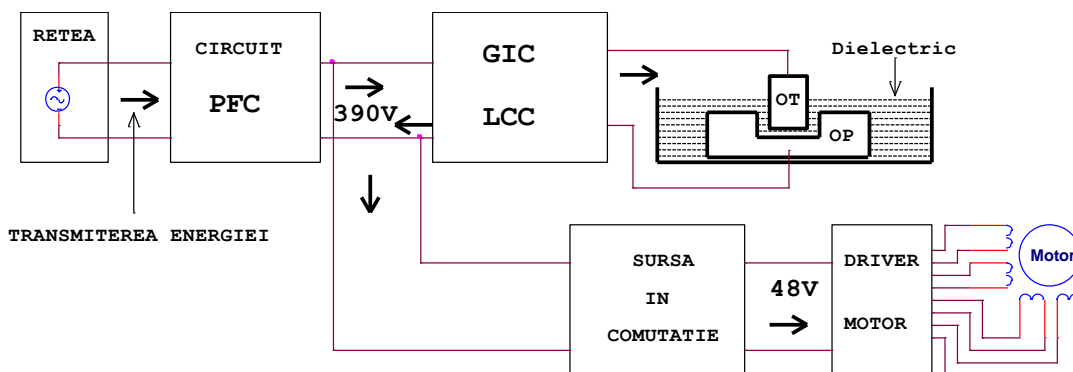 RETEA
CIRCUIT
PFC
390V
GIC
LCC
Dielectric
OT
OP
TRANSMITEREA ENERGIEI
SURSA
IN
COMUTATIE
48V
DRIVER
MOTOR
Motor